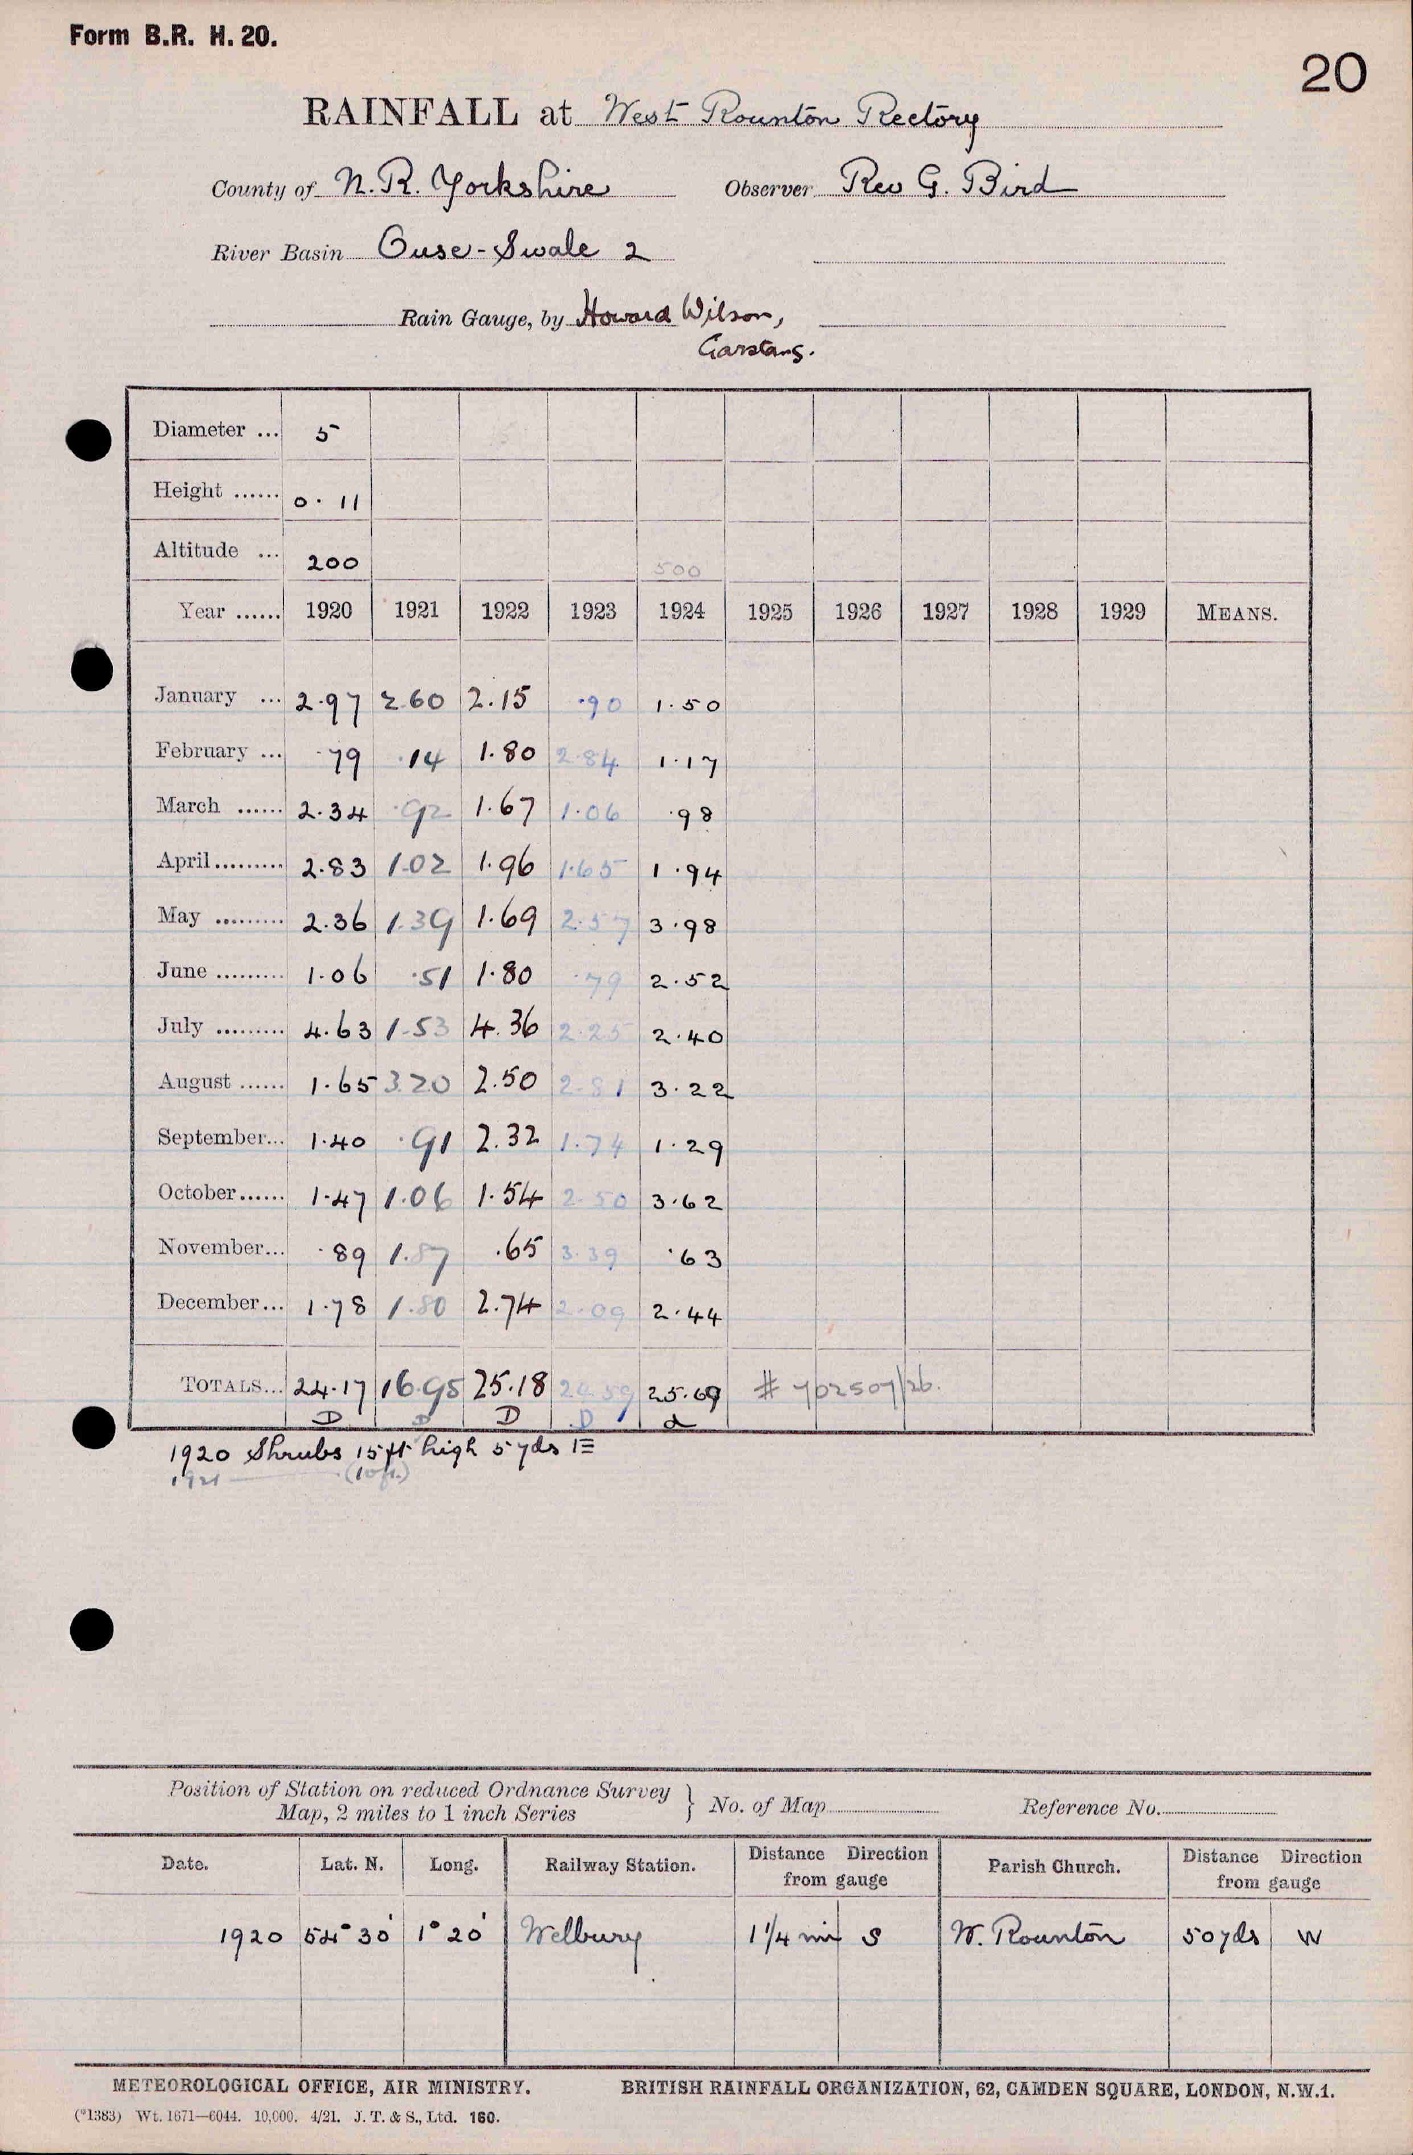 Form B.R. H. 20.
20
RAINFALL at West Rounton Rectory
County of N.R. Yorkshire Observer Rev G. Bird
River Basin Ouse-Swale 2
Rain Gauge, by Howard Wilson,
Garstang.
Diameter ... 5
Height ...... 0. 11
Altitude ... 200 500
Year ...... 1920 1921 1922 1923 1924 1925 1926 1927 1928 1929 MEANS.
January ... 2.97 2.60 2.15 .90 1.50
February ... .79 .14 1.80 2.84 1.17
March ...... 2.34 .92 1.67 1.06 .98
April ......... 2.83 1.02 1.96 1.65 1.94
May ......... 2.36 1.39 1.69 2.57 3.98
June ......... 1.06 .51 1.80 .79 2.52
July ......... 4.63 1.53 4.36 2.25 2.40
August ...... 1.65 3.20 2.50 2.81 3.22
September... 1.40 .91 2.32 1.74 1.29
October...... 1.47 1.06 1.54 2.50 3.62
November... .89 1.87 .65 3.39 .63
December... 1.78 1.80 2.74 2.09 2.44
TOTALS... 24.17 16.95 25.18 24.59 25.69 # 702507/26.
D D D D d
1920 Shrubs 15ft high 5 yds E
1921 (10ft.)
Position of Station on reduced Ordnance Survey
Map, 2 miles to 1 inch Series } No. of Map Reference No.
Date. Lat. N. Long. Railway Station. Distance Direction from gauge Parish Church. Distance Direction from gauge
1920 54° 30' 1° 20' Welbury 1 1/4 mi S W. Rounton 50 yds W
METEOROLOGICAL OFFICE, AIR MINISTRY. BRITISH RAINFALL ORGANIZATION, 62, CAMDEN SQUARE, LONDON, N.W.1.
(*1383) Wt. 1671—6044. 10,000. 4/21. J. T. & S., Ltd. 160.